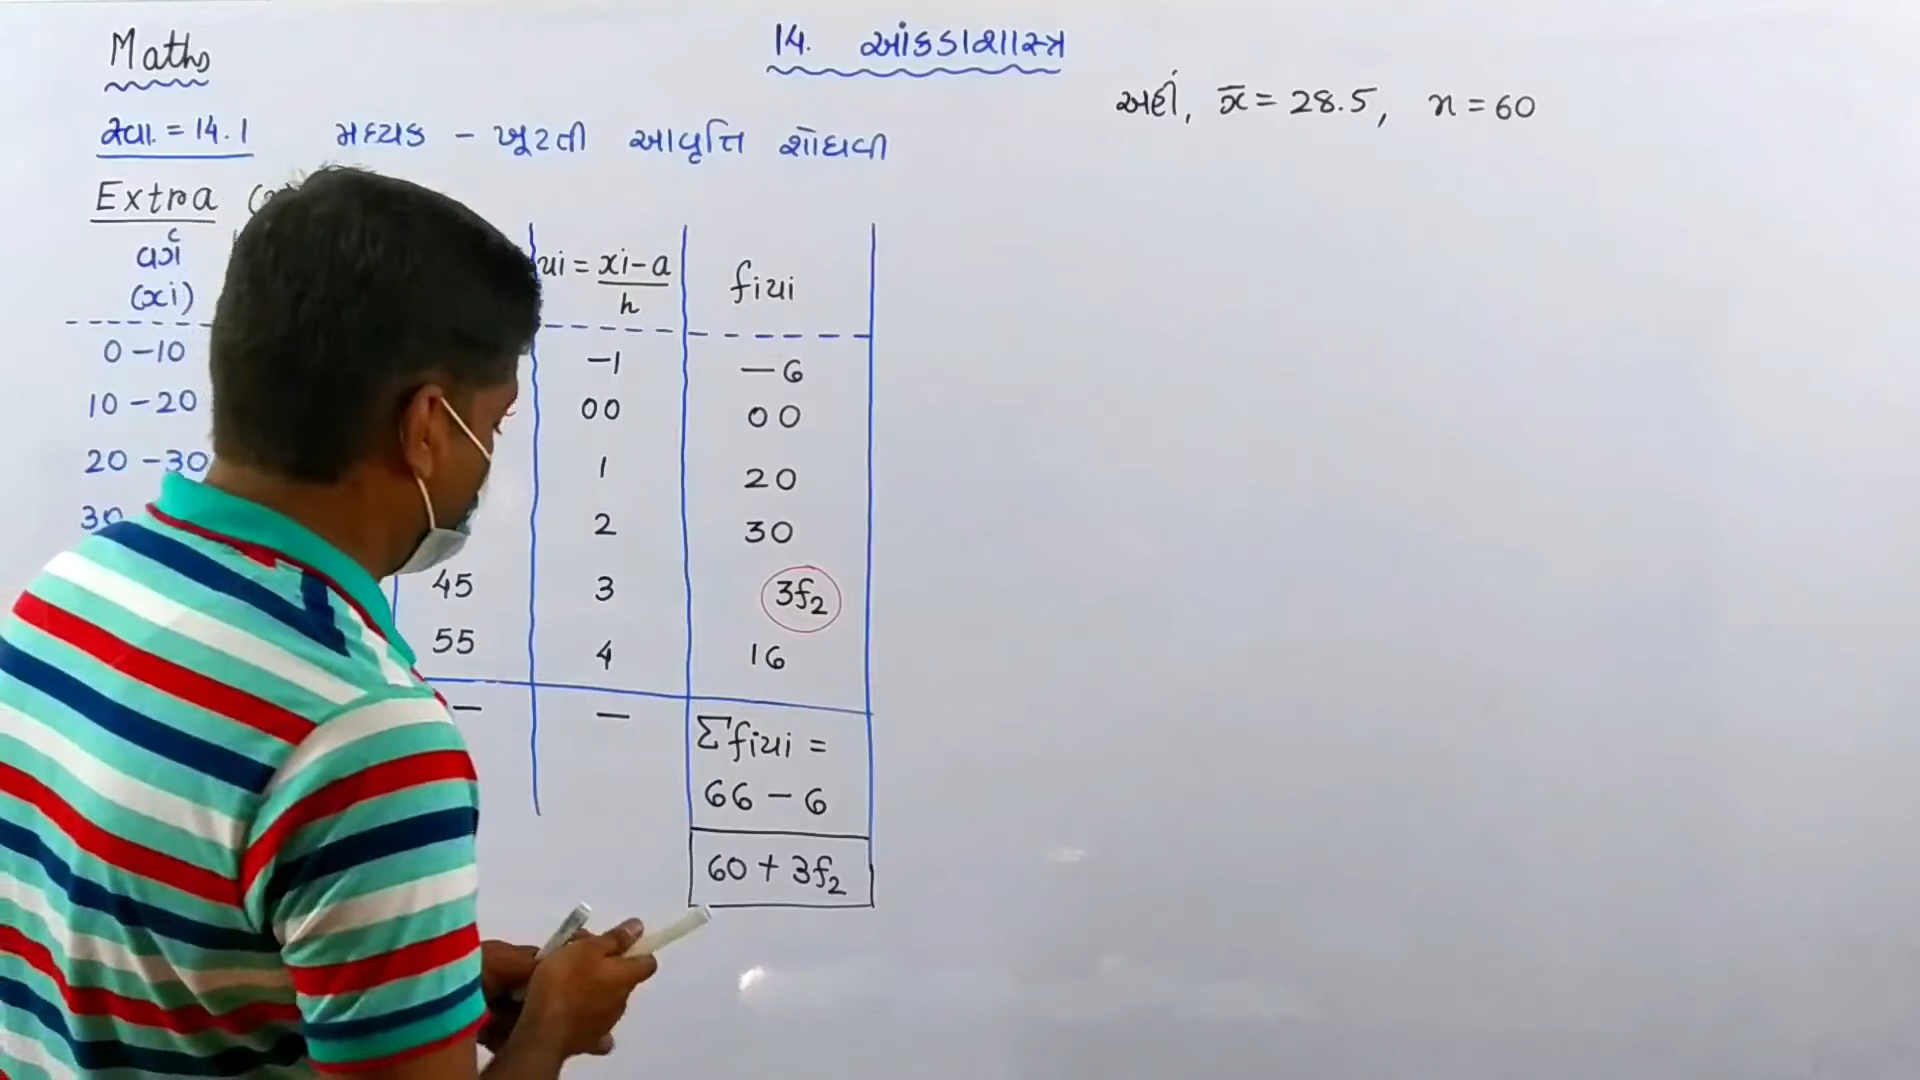 Maths
14. આંકડાશાસ્ત્ર
અહીં, x̄ = 28.5, n = 60
સ્વા. = 14.1 મધ્યક – ખૂટતી આવૃત્તિ શોધવી
Extra
વર્ગ
(xi)
ui = xi-a / h
fiui
0-10 -1 -6
10-20 00 00
20-30 1 20
30 2 30
45 3 3f₂
55 4 16
— — Σfiui =
66 - 6
60 + 3f₂